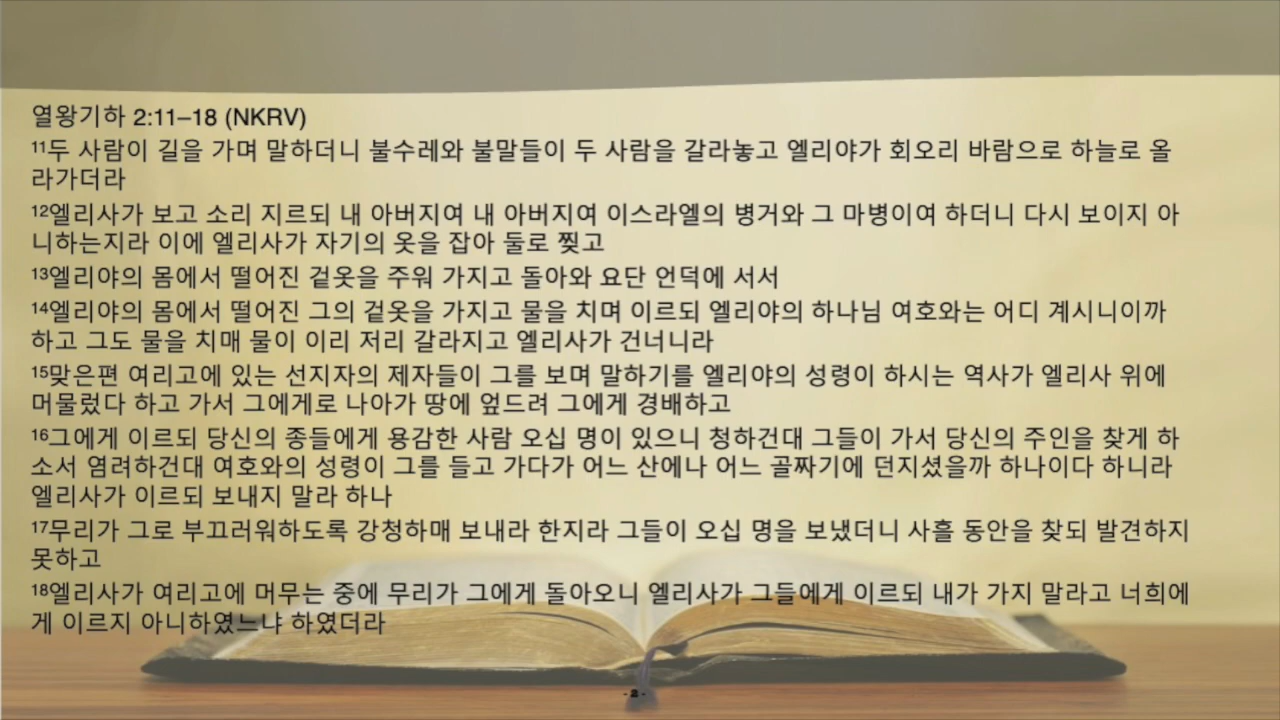 열왕기하 2:11–18 (NKRV)
¹¹두 사람이 길을 가며 말하더니 불수레와 불말들이 두 사람을 갈라놓고 엘리야가 회오리 바람으로 하늘로 올
라가더라
¹²엘리사가 보고 소리 지르되 내 아버지여 내 아버지여 이스라엘의 병거와 그 마병이여 하더니 다시 보이지 아
니하는지라 이에 엘리사가 자기의 옷을 잡아 둘로 찢고
¹³엘리야의 몸에서 떨어진 겉옷을 주워 가지고 돌아와 요단 언덕에 서서
¹⁴엘리야의 몸에서 떨어진 그의 겉옷을 가지고 물을 치며 이르되 엘리야의 하나님 여호와는 어디 계시니이까
하고 그도 물을 치매 물이 이리 저리 갈라지고 엘리사가 건너니라
¹⁵맞은편 여리고에 있는 선지자의 제자들이 그를 보며 말하기를 엘리야의 성령이 하시는 역사가 엘리사 위에
머물렀다 하고 가서 그에게로 나아가 땅에 엎드려 그에게 경배하고
¹⁶그에게 이르되 당신의 종들에게 용감한 사람 오십 명이 있으니 청하건대 그들이 가서 당신의 주인을 찾게 하
소서 염려하건대 여호와의 성령이 그를 들고 가다가 어느 산에나 어느 골짜기에 던지셨을까 하나이다 하니라
엘리사가 이르되 보내지 말라 하나
¹⁷무리가 그로 부끄러워하도록 강청하매 보내라 한지라 그들이 오십 명을 보냈더니 사흘 동안을 찾되 발견하지
못하고
¹⁸엘리사가 여리고에 머무는 중에 무리가 그에게 돌아오니 엘리사가 그들에게 이르되 내가 가지 말라고 너희에
게 이르지 아니하였느냐 하였더라
- 2 -